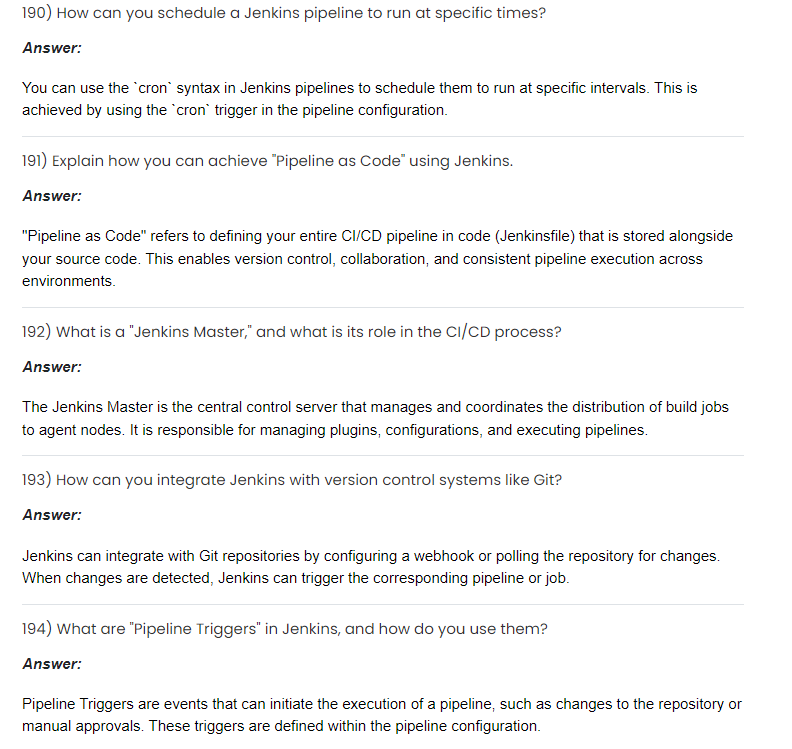 190) How can you schedule a Jenkins pipeline to run at specific times?
Answer:
You can use the `cron` syntax in Jenkins pipelines to schedule them to run at specific intervals. This is
achieved by using the `cron` trigger in the pipeline configuration.
191) Explain how you can achieve "Pipeline as Code" using Jenkins.
Answer:
"Pipeline as Code" refers to defining your entire CI/CD pipeline in code (Jenkinsfile) that is stored alongside
your source code. This enables version control, collaboration, and consistent pipeline execution across
environments.
192) What is a "Jenkins Master," and what is its role in the CI/CD process?
Answer:
The Jenkins Master is the central control server that manages and coordinates the distribution of build jobs
to agent nodes. It is responsible for managing plugins, configurations, and executing pipelines.
193) How can you integrate Jenkins with version control systems like Git?
Answer:
Jenkins can integrate with Git repositories by configuring a webhook or polling the repository for changes.
When changes are detected, Jenkins can trigger the corresponding pipeline or job.
194) What are "Pipeline Triggers" in Jenkins, and how do you use them?
Answer:
Pipeline Triggers are events that can initiate the execution of a pipeline, such as changes to the repository or
manual approvals. These triggers are defined within the pipeline configuration.